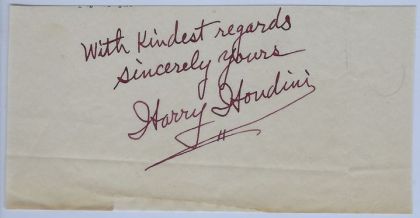 With Kindest regards
sincerely yours
Harry Houdini